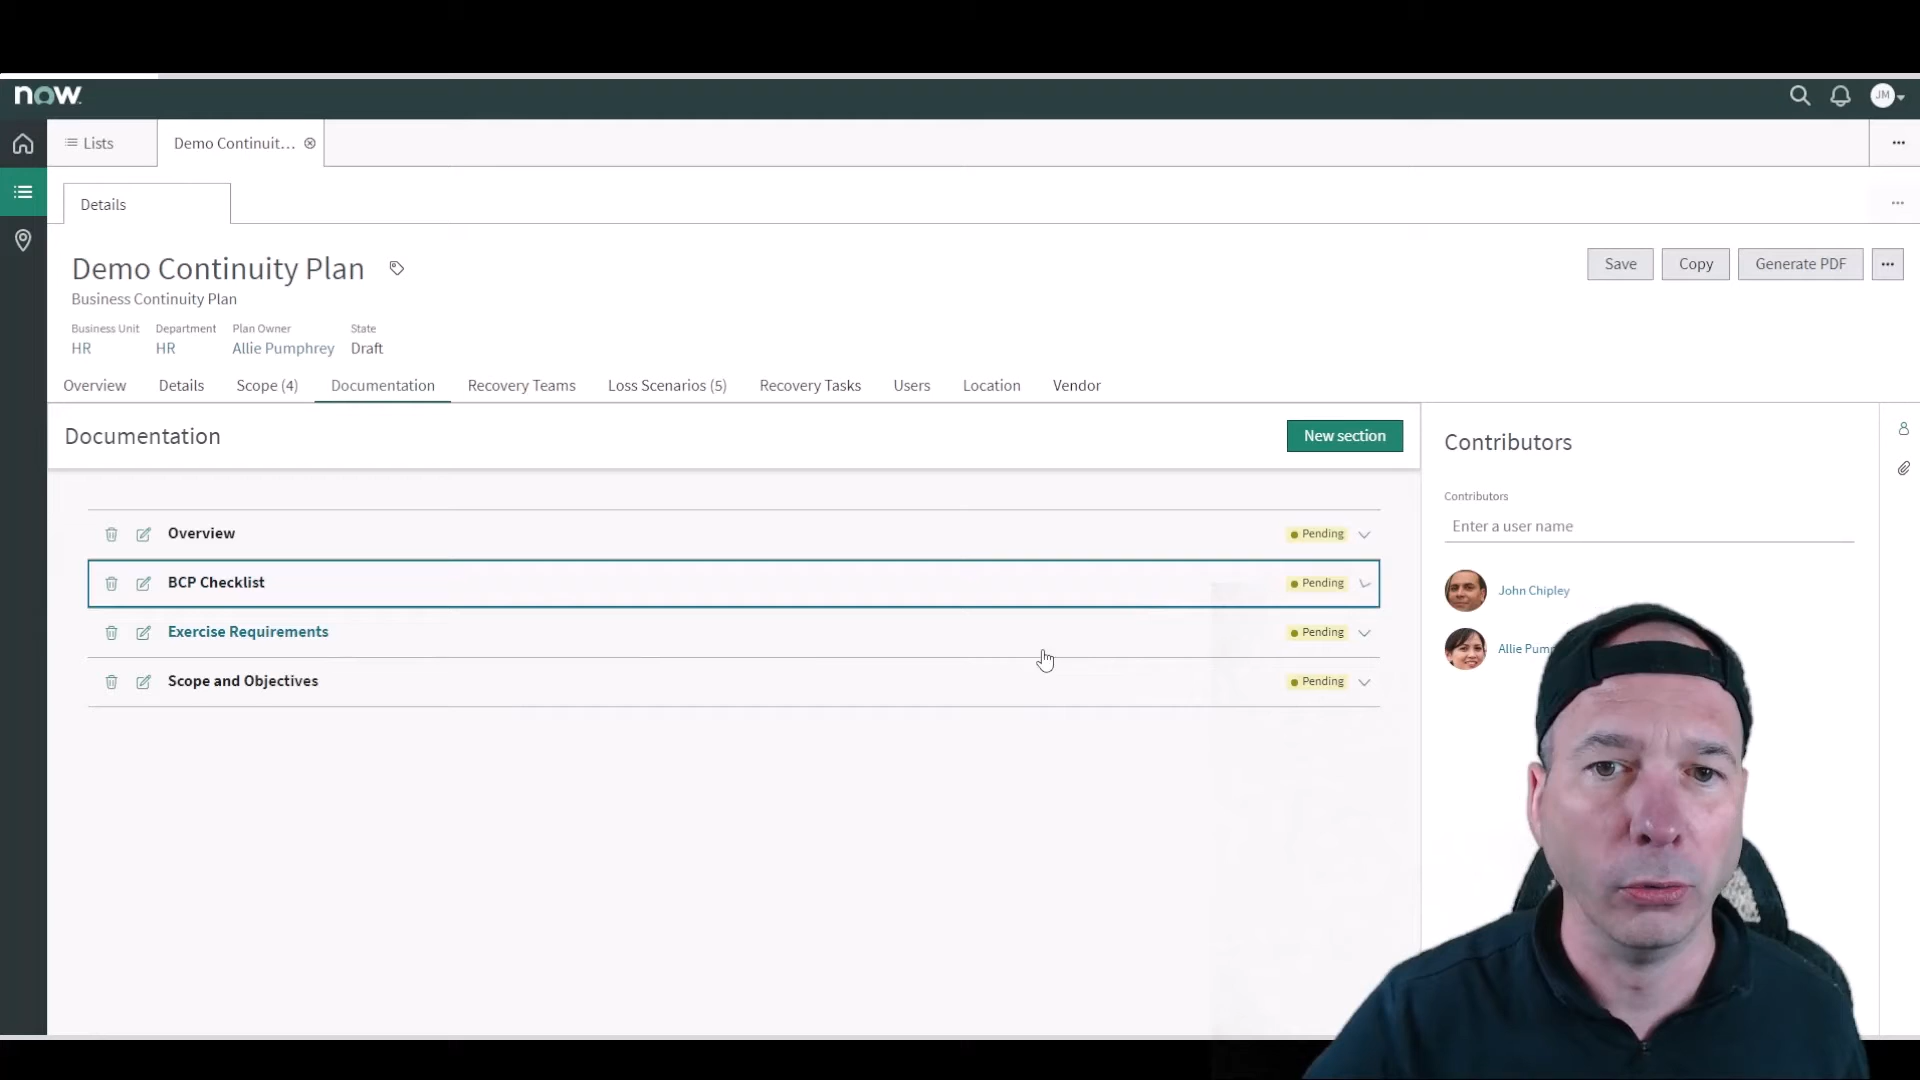 now.
JM
Lists
Demo Continuit...
Details
Demo Continuity Plan
Save
Copy
Generate PDF
Business Continuity Plan
Business Unit
Department
Plan Owner
State
HR
HR
Allie Pumphrey
Draft
Overview
Details
Scope (4)
Documentation
Recovery Teams
Loss Scenarios (5)
Recovery Tasks
Users
Location
Vendor
Documentation
New section
Contributors
Contributors
Enter a user name
Overview
Pending
BCP Checklist
Pending
John Chipley
Exercise Requirements
Pending
Allie Pum
Scope and Objectives
Pending